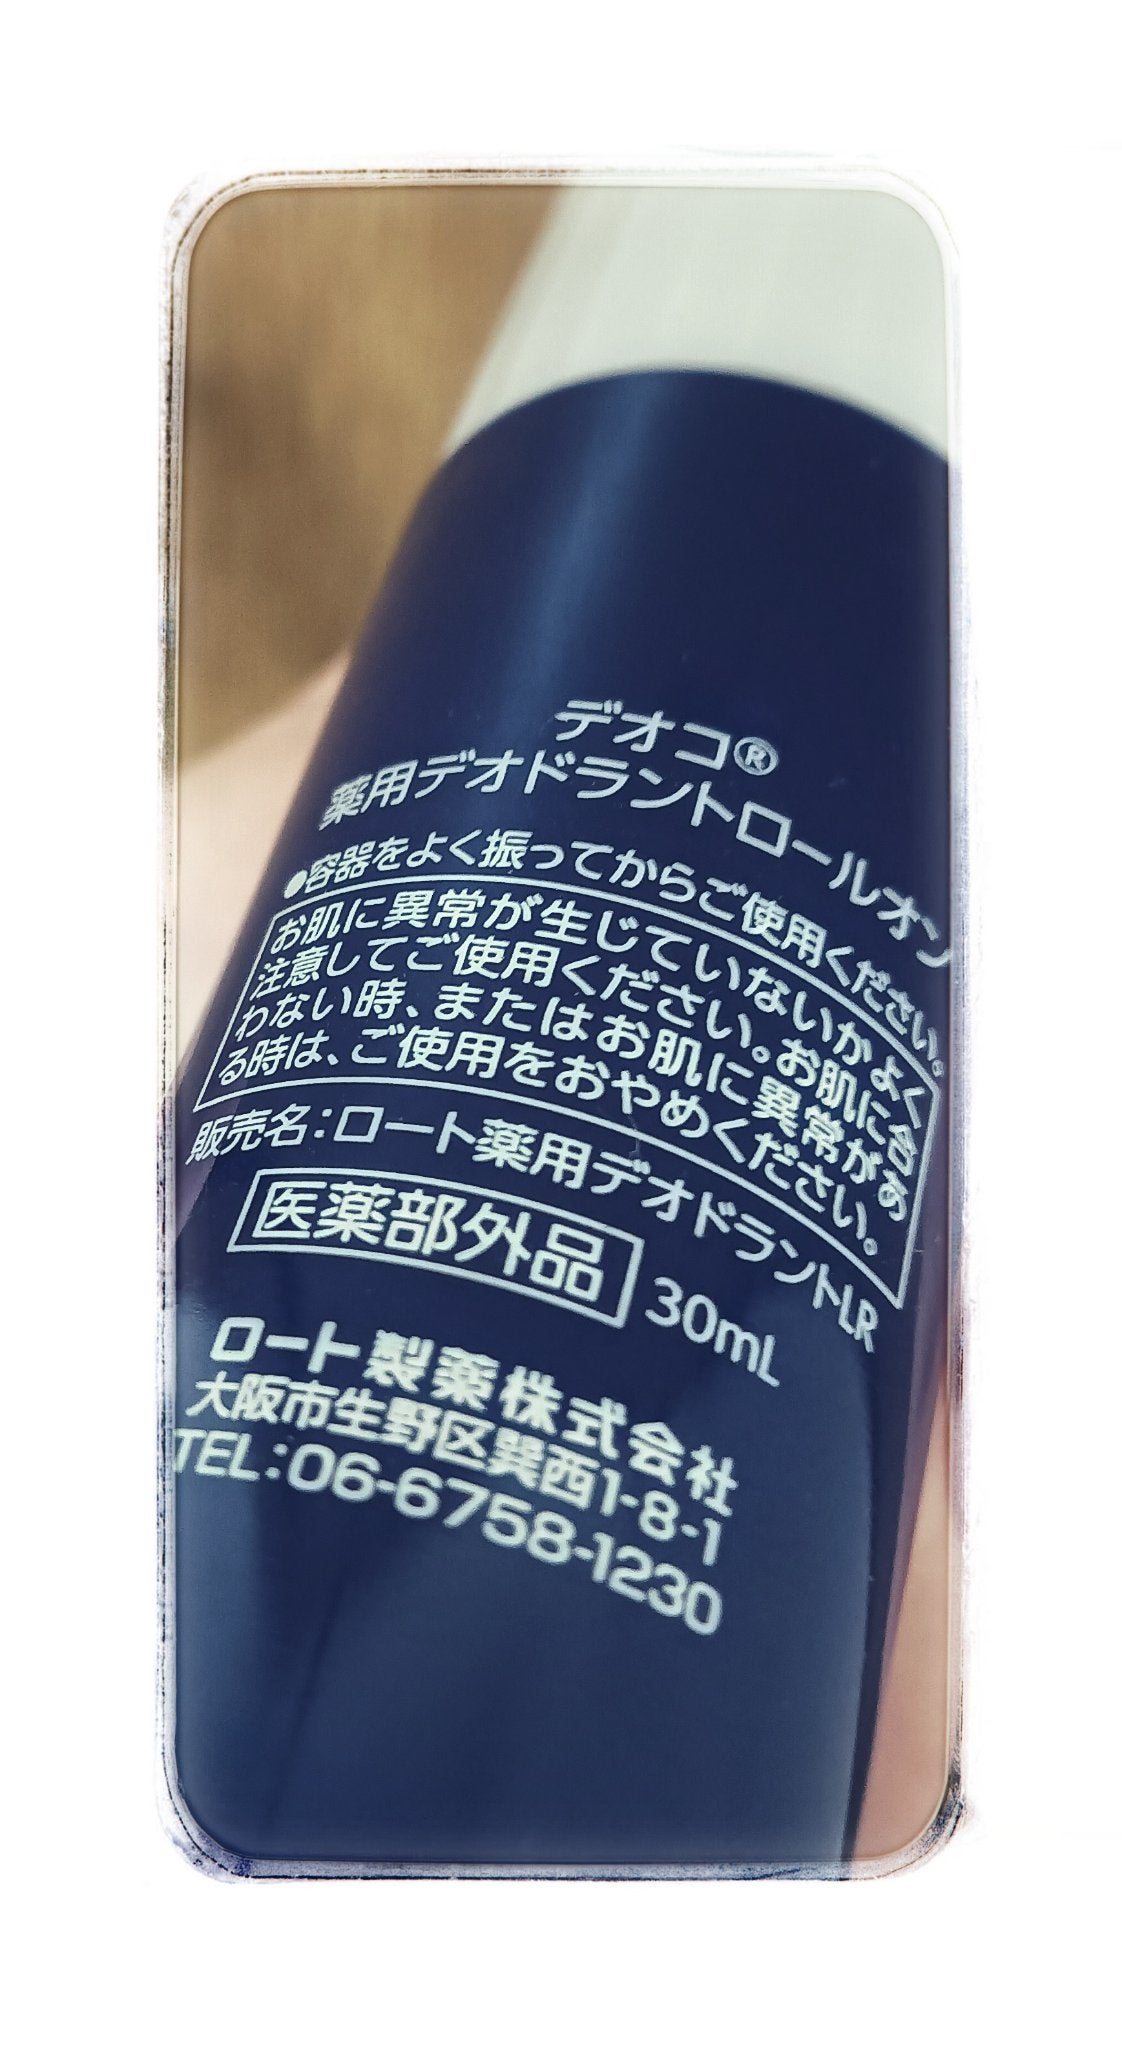 デオコ®
薬用デオドラントロールオン
●容器をよく振ってからご使用ください。
お肌に異常が生じていないかよく
注意してご使用ください。お肌に合
わない時、またはお肌に異常があ
る時は、ご使用をおやめください。
販売名：ロート薬用デオドラントLR
医薬部外品 30mL
ロート製薬株式会社
大阪市生野区巽西1-8-1
TEL：06-6758-1230